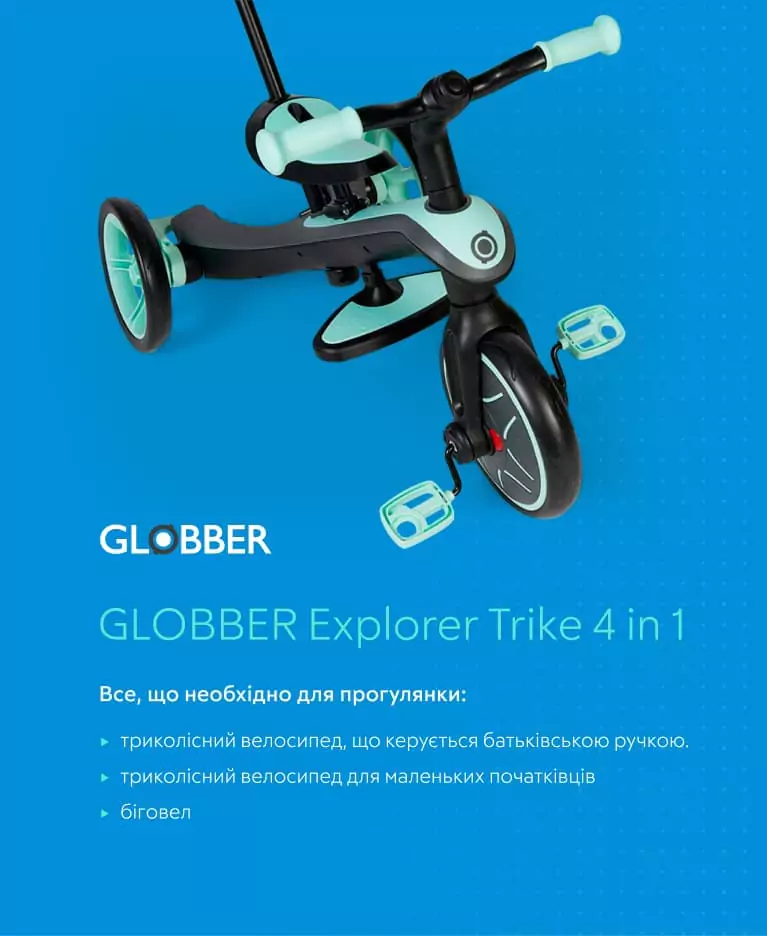 GLOBBER
GLOBBER Explorer Trike 4 in 1
Все, що необхідно для прогулянки:
триколісний велосипед, що керується батьківською ручкою.
триколісний велосипед для маленьких початківців
біговел